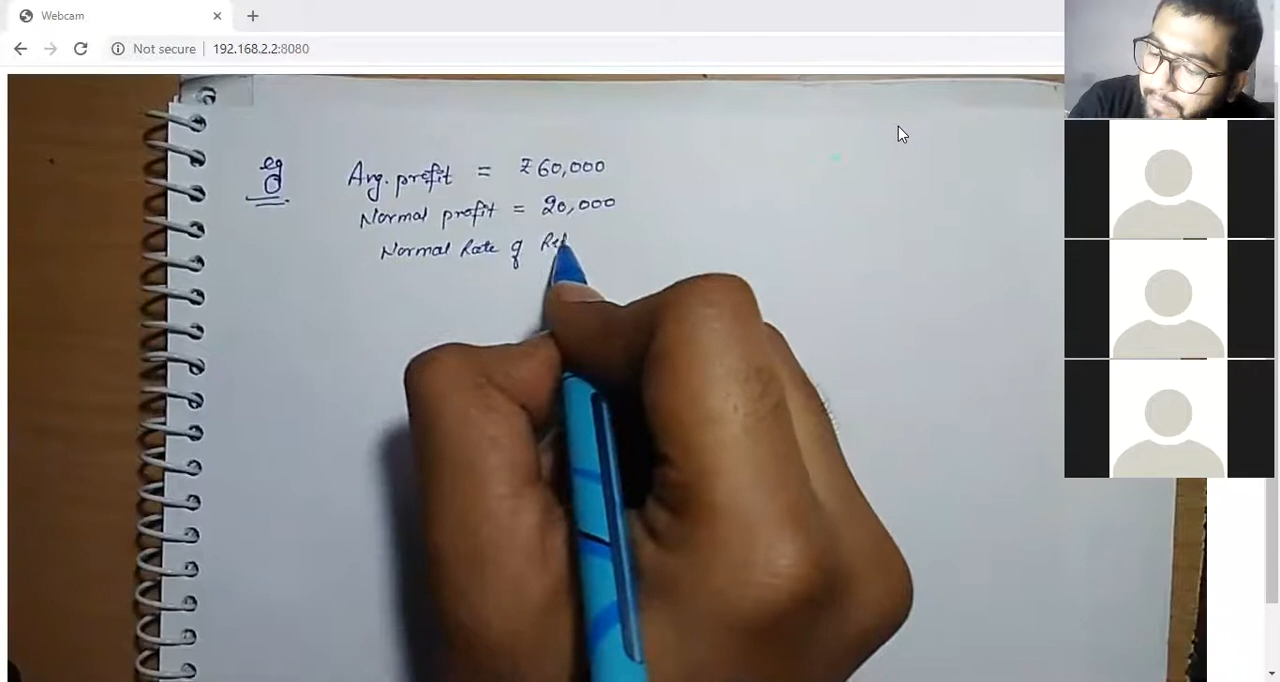 Webcam
Not secure 192.168.2.2:8080
eg
Avg. profit = ₹60,000
Normal profit = 20,000
Normal Rate of Ret